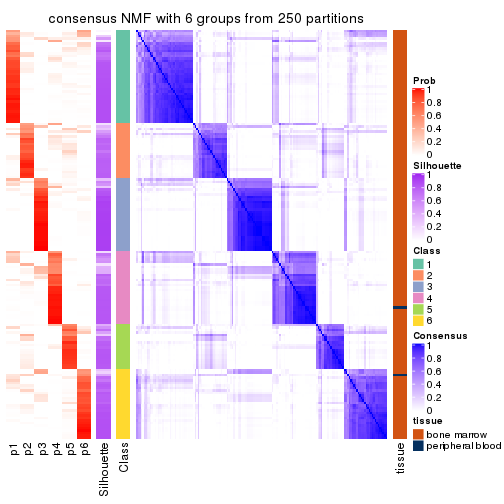 consensus NMF with 6 groups from 250 partitions
Prob
1
0.8
0.6
0.4
0.2
0
Silhouette
1
0.8
0.6
0.4
0.2
0
Class
1
2
3
4
5
6
Consensus
1
0.8
0.6
0.4
0.2
0
tissue
bone marrow
peripheral blood
p1
p2
p3
p4
p5
p6
Silhouette
Class
tissue